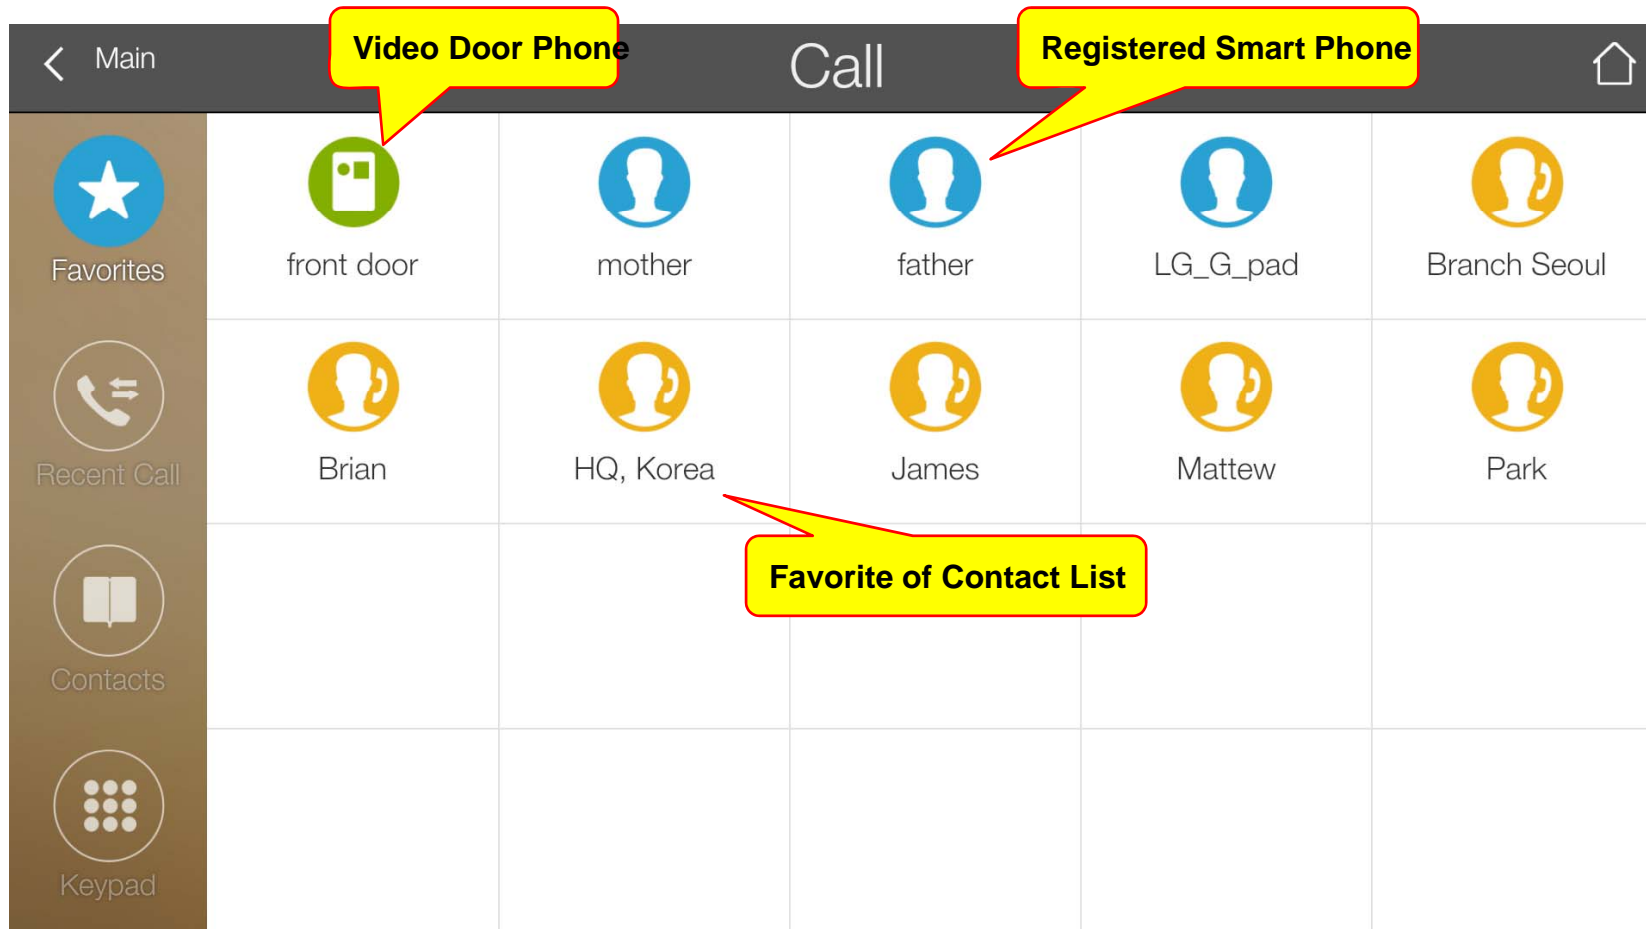 Main
Video Door Phone
Call
Registered Smart Phone
Favorites
front door
mother
father
LG_G_pad
Branch Seoul
Recent Call
Brian
HQ, Korea
James
Mattew
Park
Favorite of Contact List
Contacts
Keypad